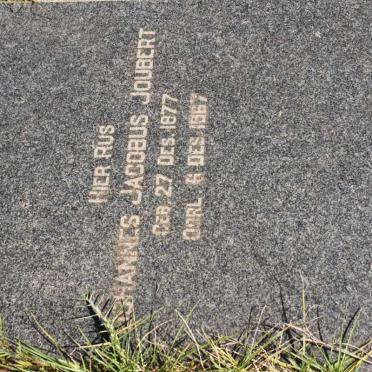 HIER RUS
HANNES JACOBUS JOUBERT
GEB. 27 DES. 1877
OORL. 6 DES. 1967